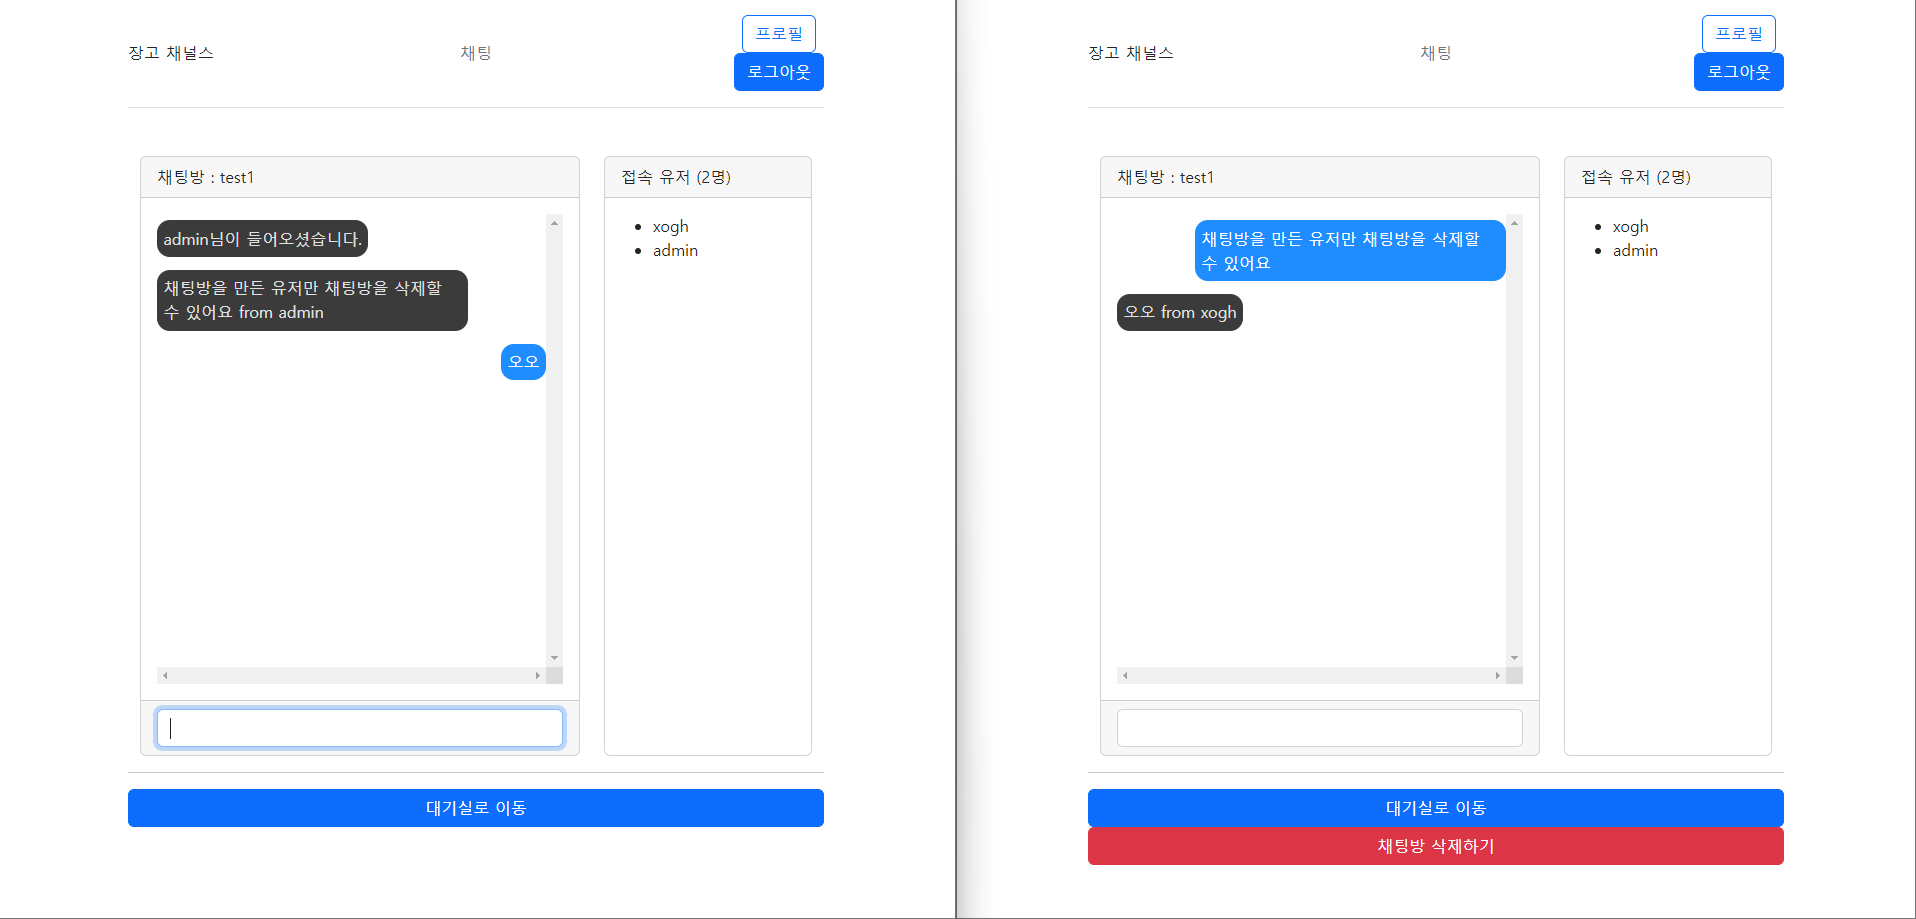 장고 채널스
채팅
프로필
로그아웃
채팅방 : test1
admin님이 들어오셨습니다.
채팅방을 만든 유저만 채팅방을 삭제할
수 있어요 from admin
오오
접속 유저 (2명)
xogh
admin
대기실로 이동
장고 채널스
채팅
프로필
로그아웃
채팅방 : test1
채팅방을 만든 유저만 채팅방을 삭제할
수 있어요
오오 from xogh
접속 유저 (2명)
xogh
admin
대기실로 이동
채팅방 삭제하기